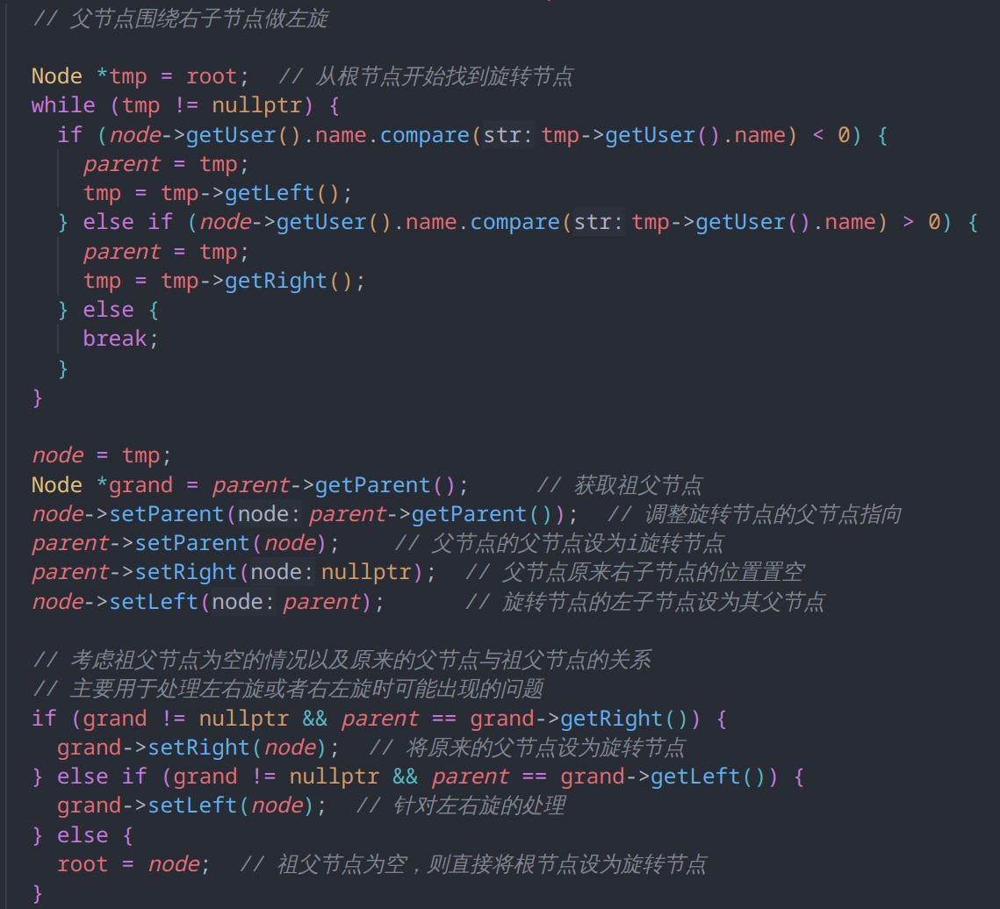 // 父节点围绕右子节点做左旋
Node *tmp = root;  // 从根节点开始找到旋转节点
while (tmp != nullptr) {
  if (node->getUser().name.compare(str: tmp->getUser().name) < 0) {
    parent = tmp;
    tmp = tmp->getLeft();
  } else if (node->getUser().name.compare(str: tmp->getUser().name) > 0) {
    parent = tmp;
    tmp = tmp->getRight();
  } else {
    break;
  }
}
node = tmp;
Node *grand = parent->getParent();     // 获取祖父节点
node->setParent(node: parent->getParent());  // 调整旋转节点的父节点指向
parent->setParent(node);    // 父节点的父节点设为i旋转节点
parent->setRight(node: nullptr);  // 父节点原来右子节点的位置置空
node->setLeft(node: parent);      // 旋转节点的左子节点设为其父节点
// 考虑祖父节点为空的情况以及原来的父节点与祖父节点的关系
// 主要用于处理左右旋或者右左旋时可能出现的问题
if (grand != nullptr && parent == grand->getRight()) {
  grand->setRight(node);  // 将原来的父节点设为旋转节点
} else if (grand != nullptr && parent == grand->getLeft()) {
  grand->setLeft(node);  // 针对左右旋的处理
} else {
  root = node;  // 祖父节点为空，则直接将根节点设为旋转节点
}